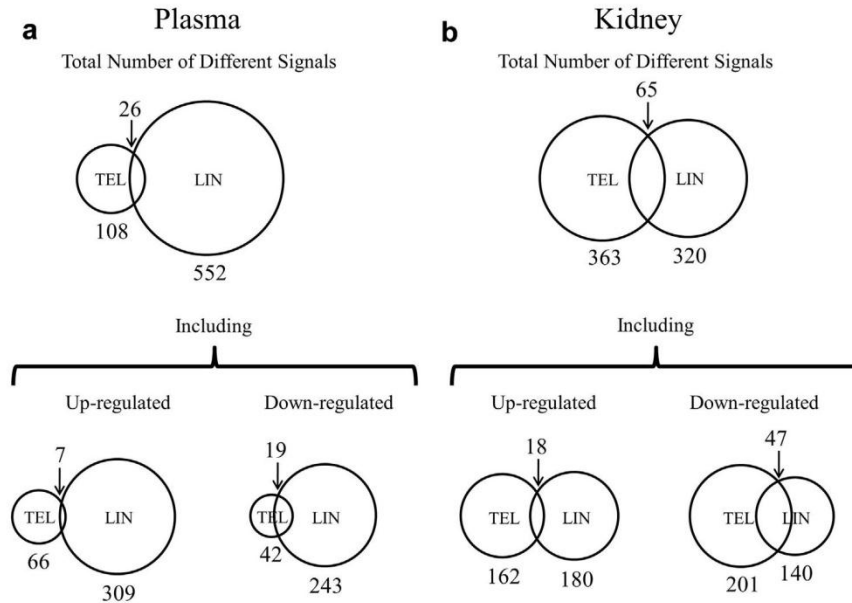 a
Plasma
Total Number of Different Signals
26
TEL
LIN
108
552
Including
Up-regulated
Down-regulated
7
TEL
LIN
66
309
19
TEL
LIN
42
243
b
Kidney
Total Number of Different Signals
65
TEL
LIN
363
320
Including
Up-regulated
Down-regulated
18
TEL
LIN
162
180
47
TEL
LIN
201
140